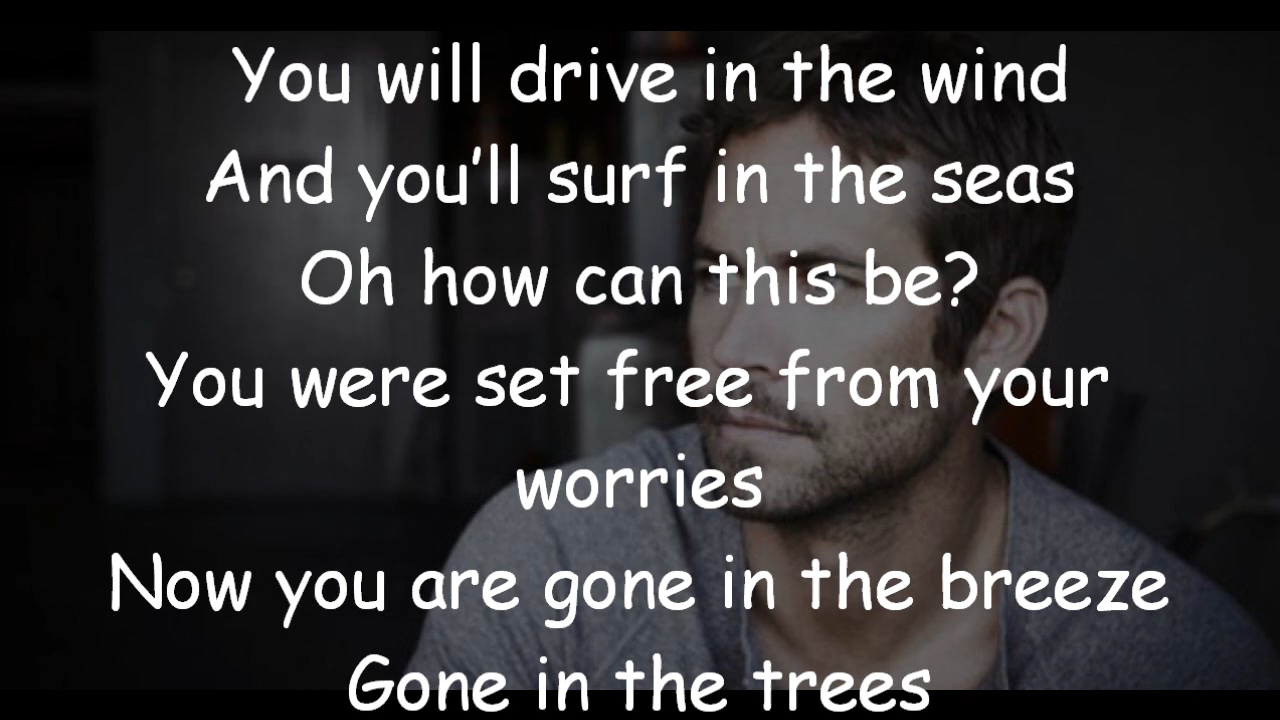 You will drive in the wind
And you'll surf in the seas
Oh how can this be?
You were set free from your
worries
Now you are gone in the breeze
Gone in the trees